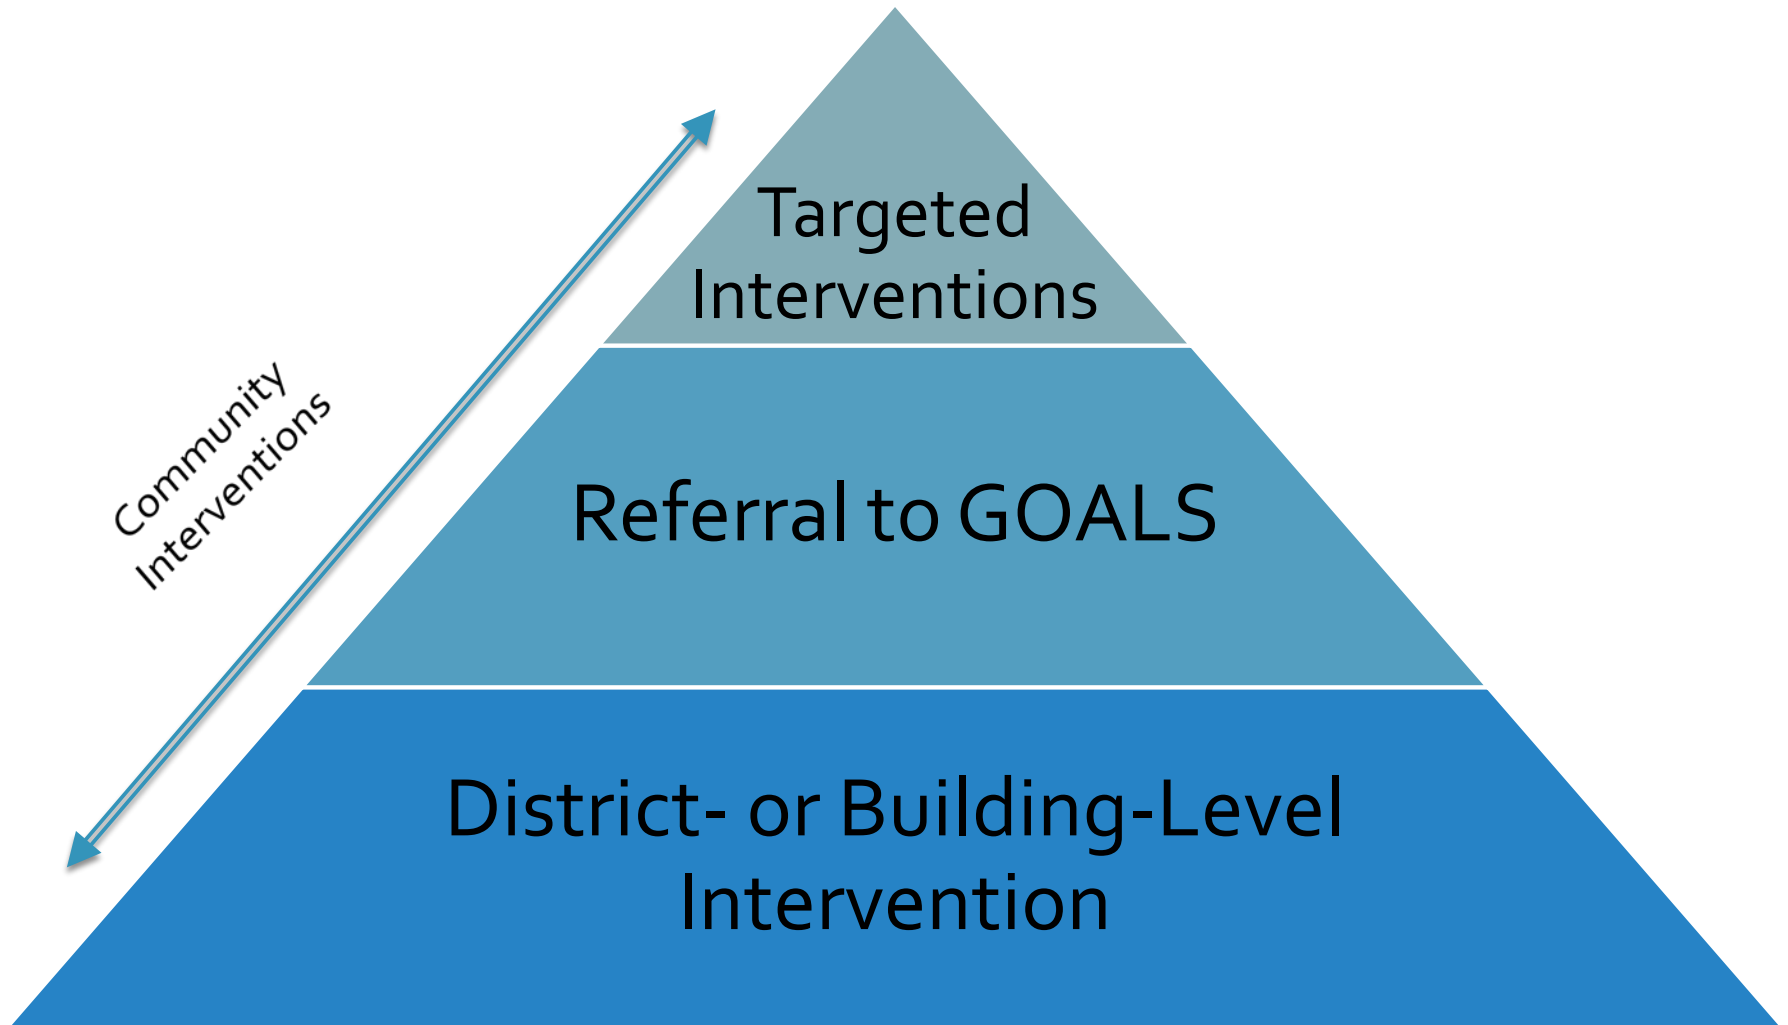 Targeted
Interventions
Community
Interventions
Referral to GOALS
District- or Building-Level
Intervention